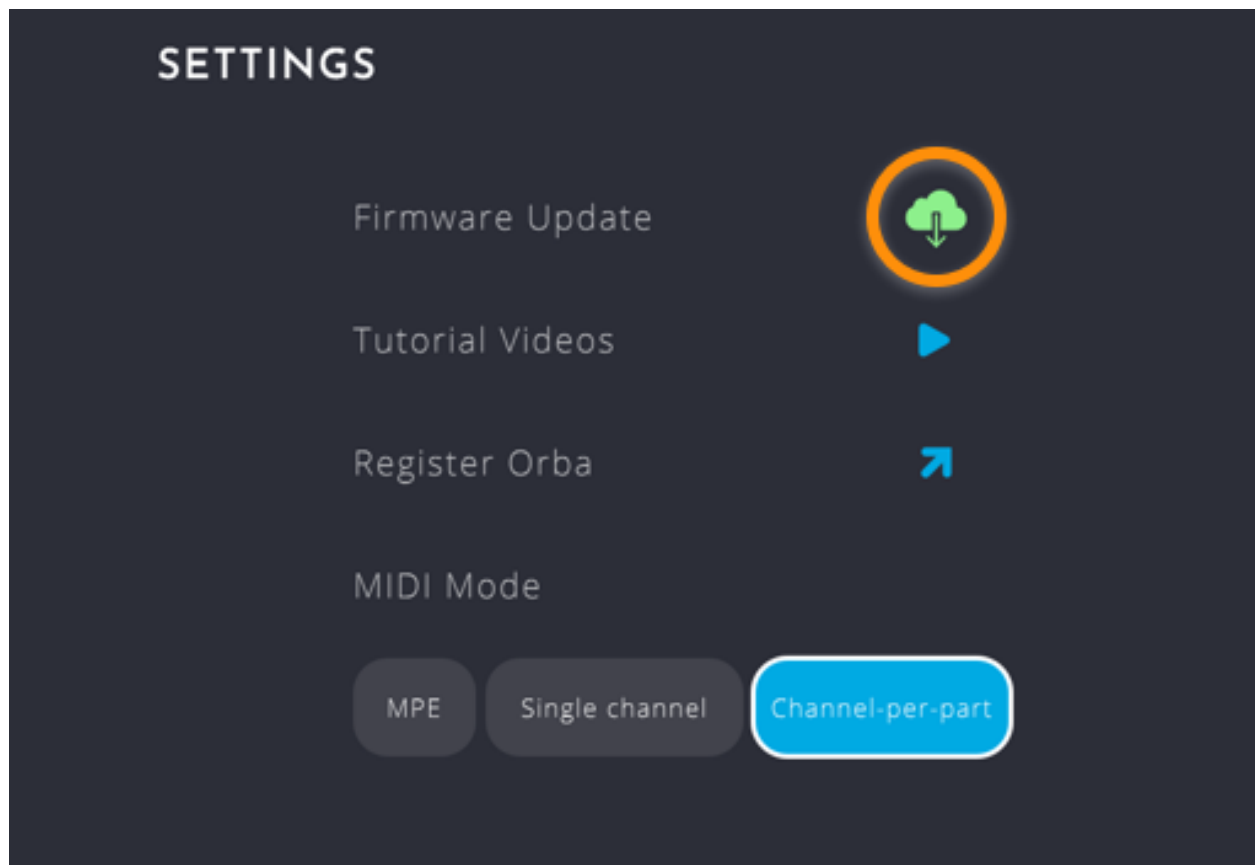 SETTINGS
Firmware Update
Tutorial Videos
Register Orba
MIDI Mode
MPE Single channel Channel-per-part